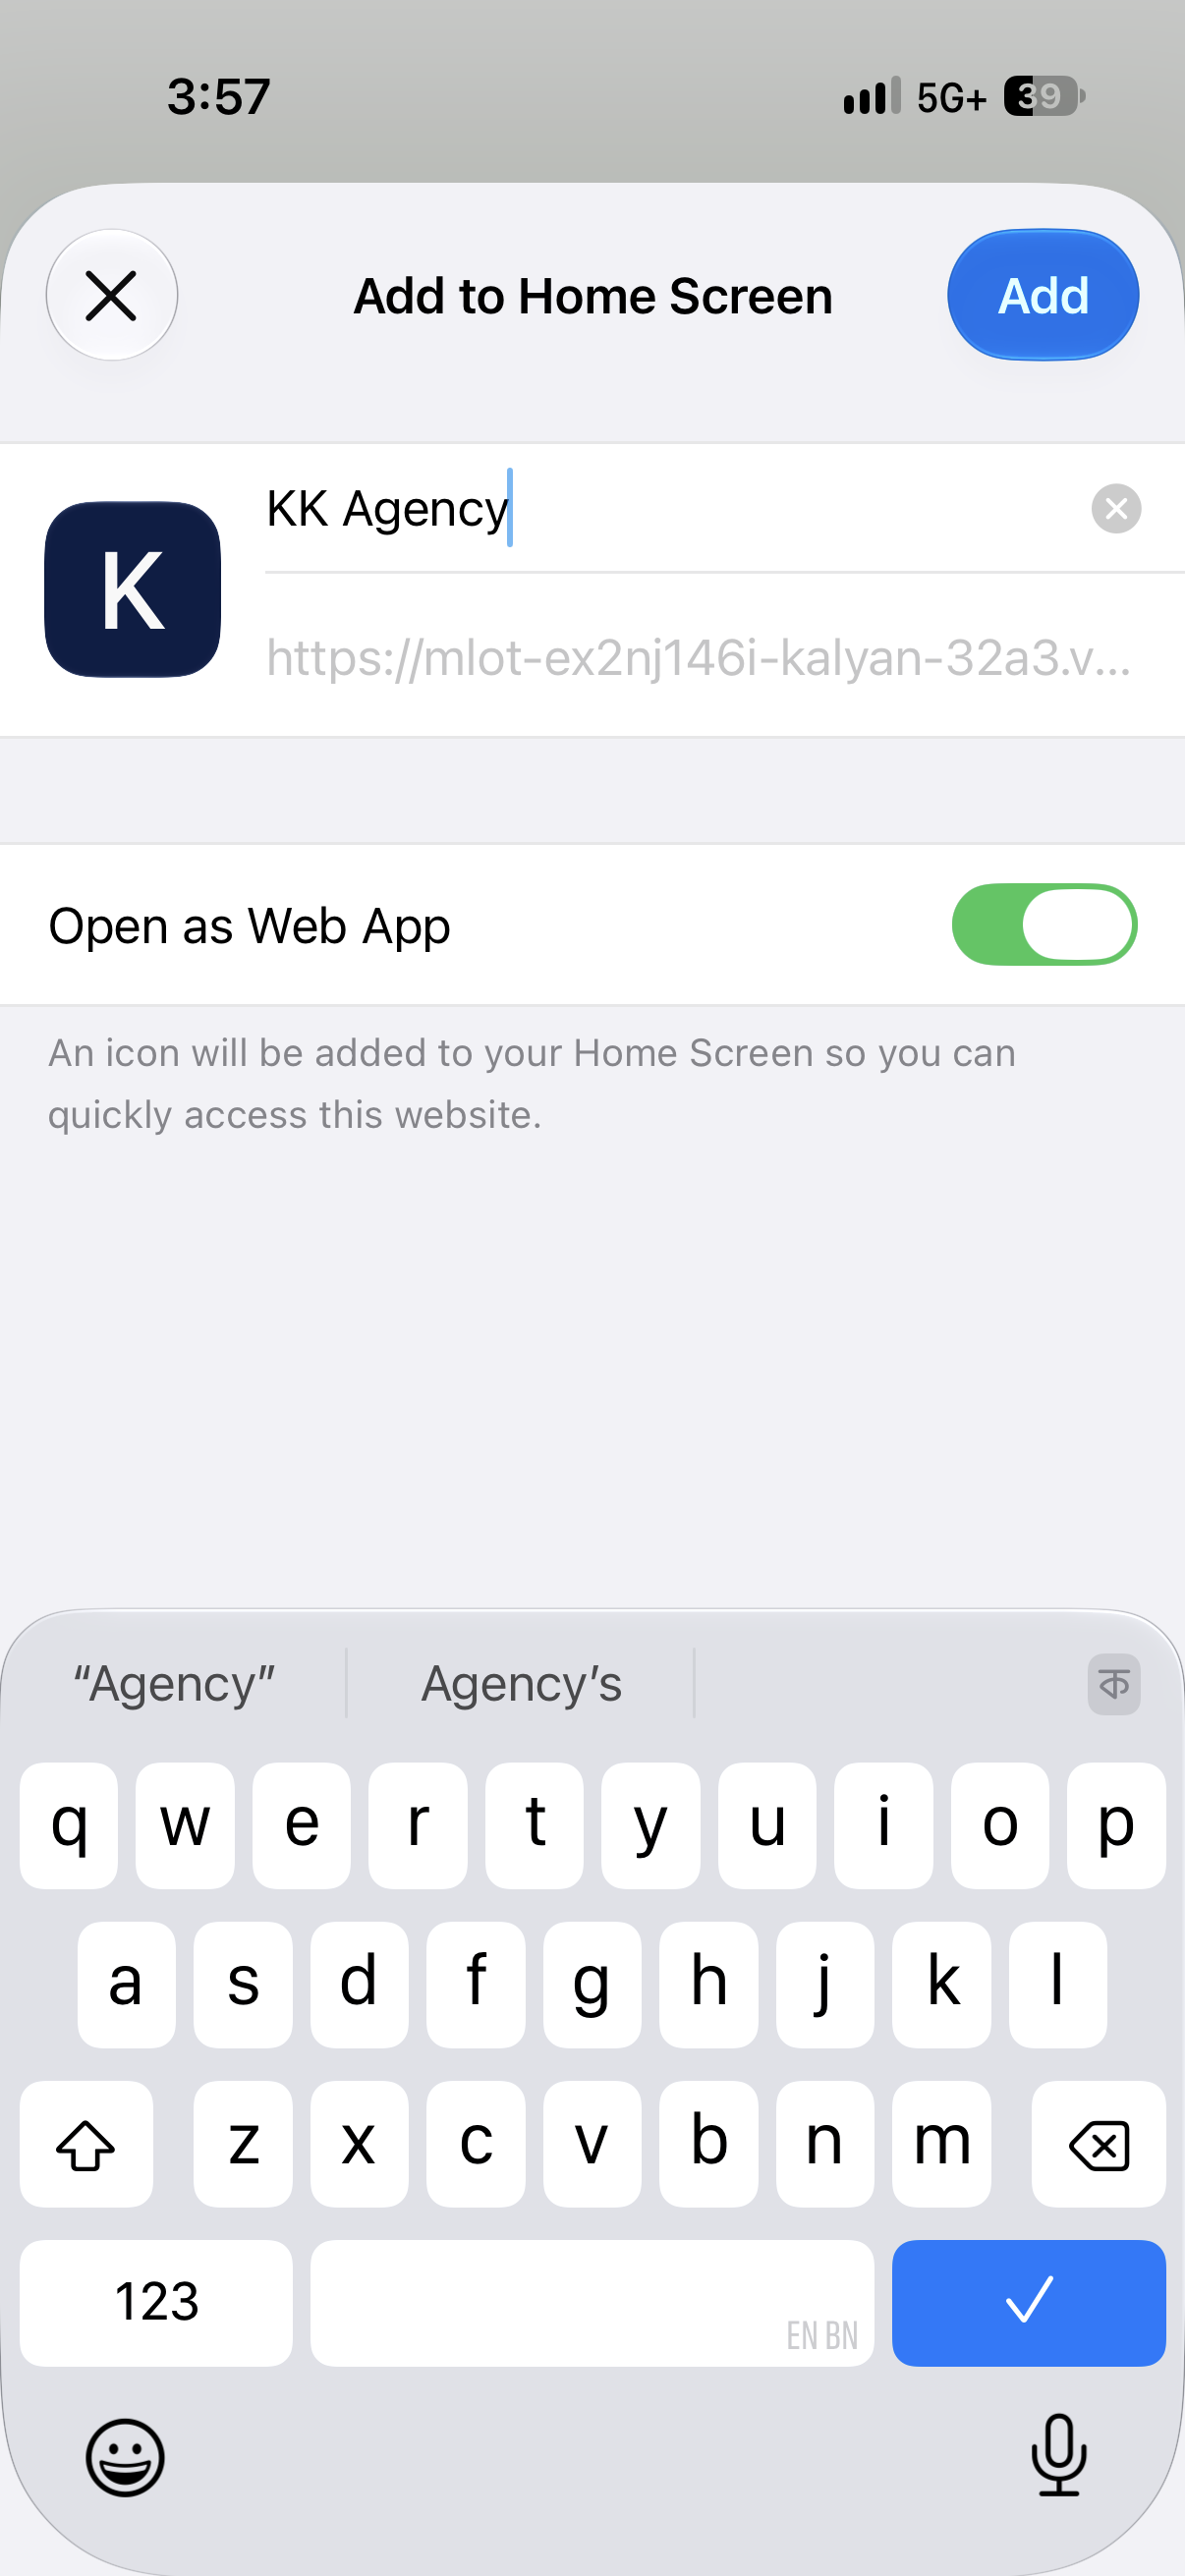 3:57
5G+
39
Add to Home Screen
Add
K
KK Agency
https://mlot-ex2nj146i-kalyan-32a3.v...
Open as Web App
An icon will be added to your Home Screen so you can
quickly access this website.
“Agency”
Agency’s
क
q w e r t y u i o p
a s d f g h j k l
z x c v b n m
123
EN BN